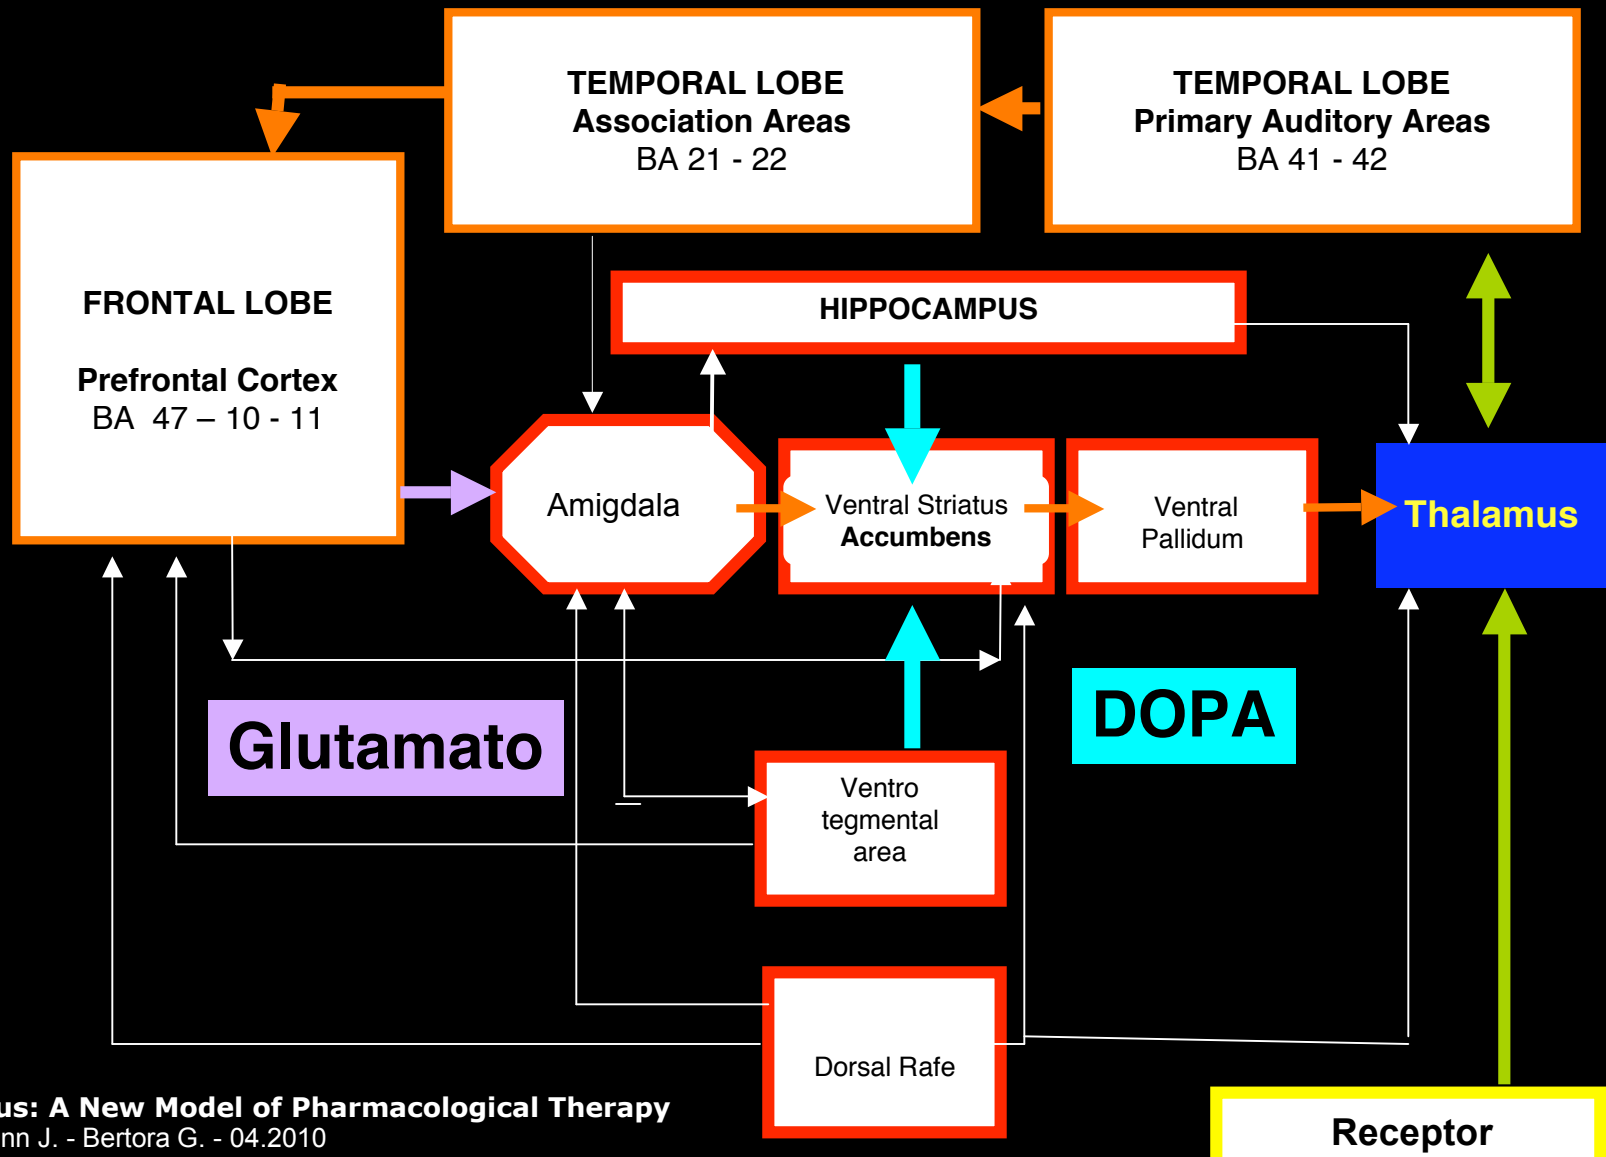 TEMPORAL LOBE
Association Areas
BA 21 - 22
TEMPORAL LOBE
Primary Auditory Areas
BA 41 - 42
FRONTAL LOBE
Prefrontal Cortex
BA 47 – 10 - 11
HIPPOCAMPUS
Amigdala
Ventral Striatus
Accumbens
Ventral
Pallidum
Thalamus
Glutamato
DOPA
Ventro
tegmental
area
Dorsal Rafe
A New Model of Pharmacological Therapy
J. - Bertora G. - 04.2010
Receptor